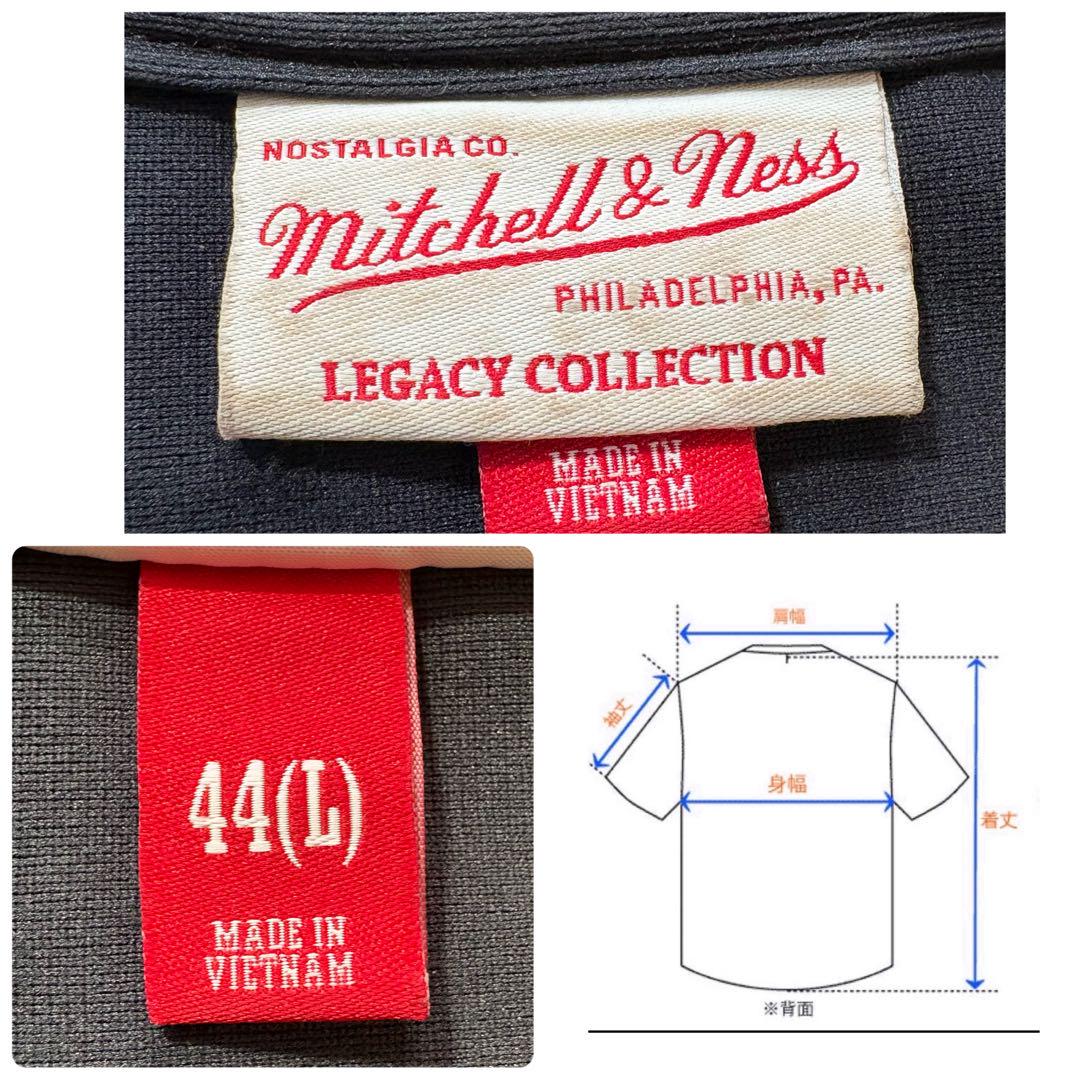 NOSTALGIA CO.
Mitchell & Ness
PHILADELPHIA, PA.
LEGACY COLLECTION
MADE IN
VIETNAM
44(L)
MADE IN
VIETNAM
肩幅
袖丈
身幅
着丈
※背面